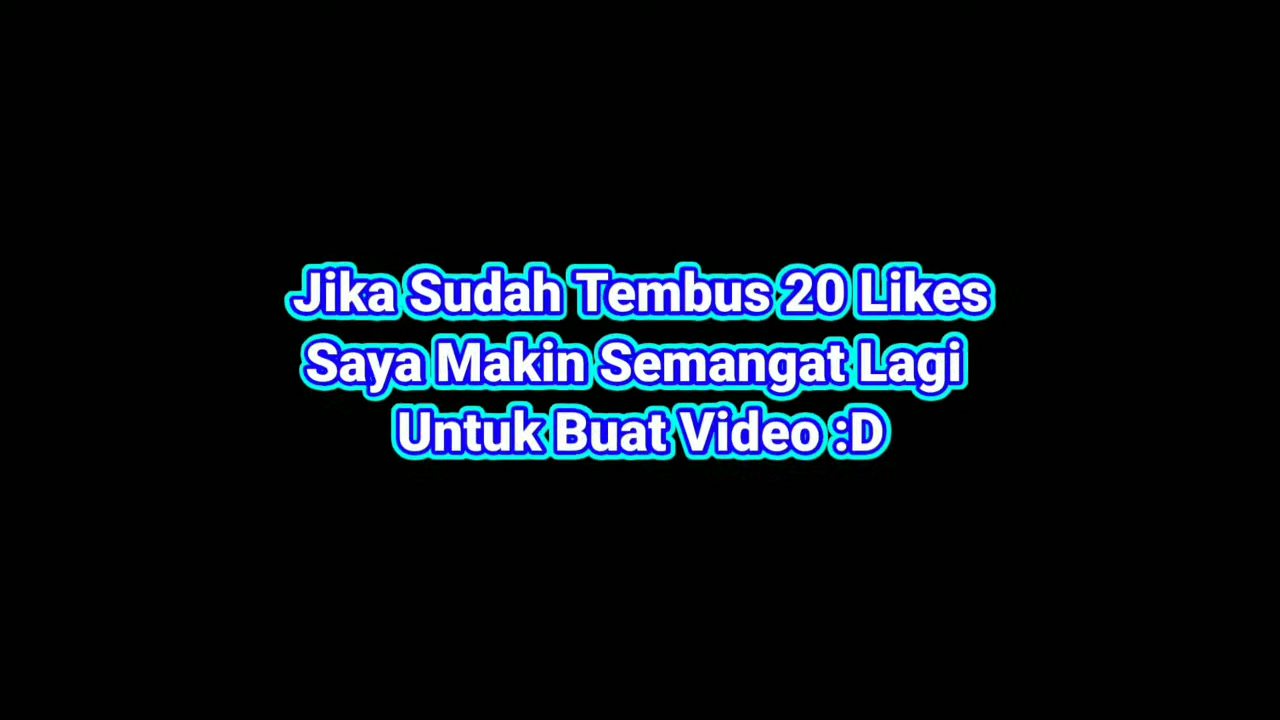 Jika Sudah Tembus 20 Likes
Saya Makin Semangat Lagi
Untuk Buat Video :D